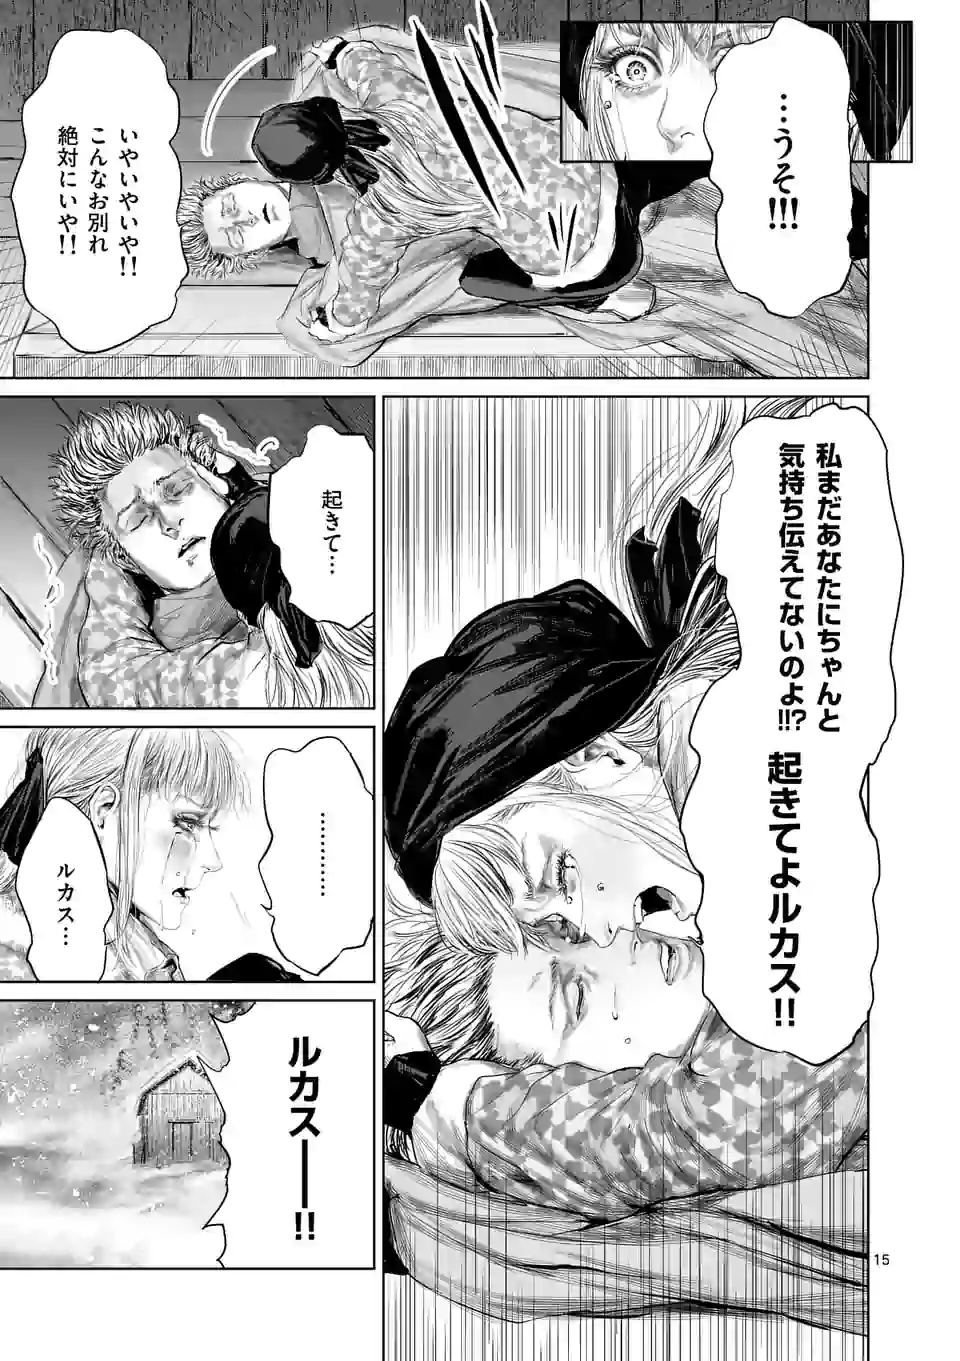 …うそ!!!
いやいやいや!!
こんなお別れ
絶対にいや!!
私まだあなたにちゃんと
気持ち伝えてないのよ!!?
起きてよルカス!!
起きて…
…………
ルカス…
ルカスーー!!
15